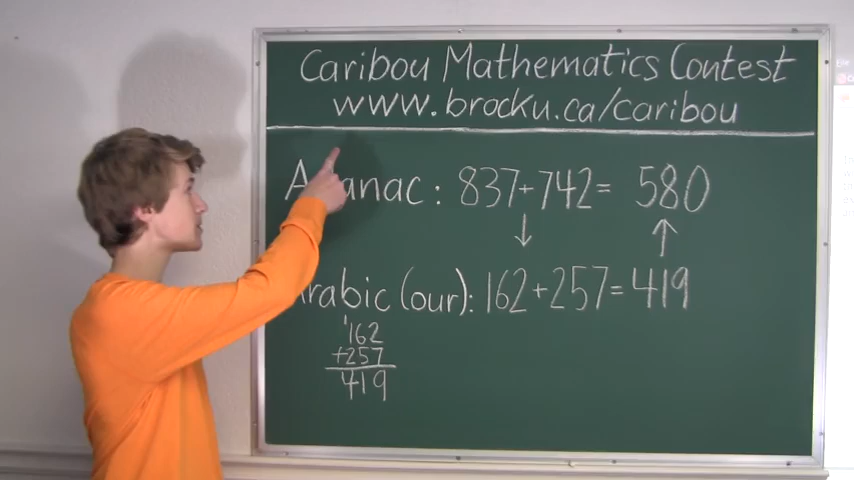 Caribou Mathematics Contest
www.brocku.ca/caribou
837+742= 580
↓ ↑
(our): 162+257=419
162
+257
419